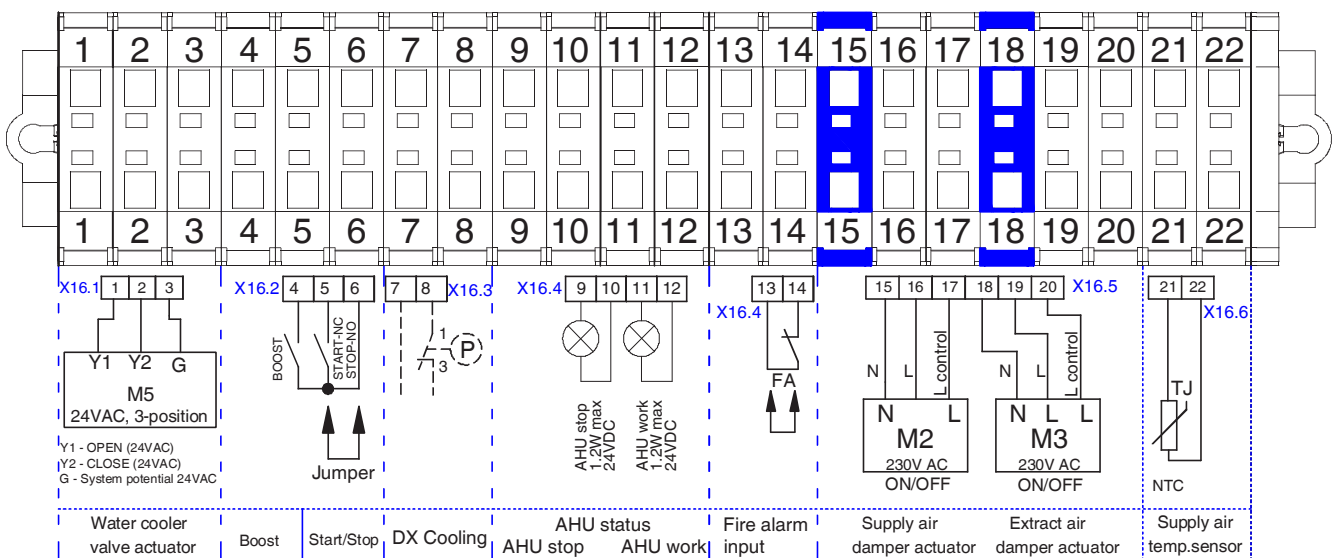 1 2 3 4 5 6 7 8 9 10 11 12 13 14 15 16 17 18 19 20 21 22
1 2 3 4 5 6 7 8 9 10 11 12 13 14 15 16 17 18 19 20 21 22
X16.1 1 2 3
X16.2 4 5 6
7 8 X16.3
X16.4 9 10 11 12
13 14
X16.4
15 16 17 18 19 20 X16.5
21 22
X16.6
Y1 Y2 G
M5
24VAC, 3-position
Y1 - OPEN (24VAC)
Y2 - CLOSE (24VAC)
G - System potential 24VAC
BOOST
START-NC
STOP-NO
Jumper
1
P
3
AHU stop
1.2W max
24VDC
AHU work
1.2W max
24VDC
FA
N L L control
N L
M2
230V AC
ON/OFF
N L L control
N L L
M3
230V AC
ON/OFF
TJ
NTC
Water cooler
valve actuator
Boost
Start/Stop
DX Cooling
AHU status
AHU stop AHU work
Fire alarm
input
Supply air
damper actuator
Extract air
damper actuator
Supply air
temp.sensor